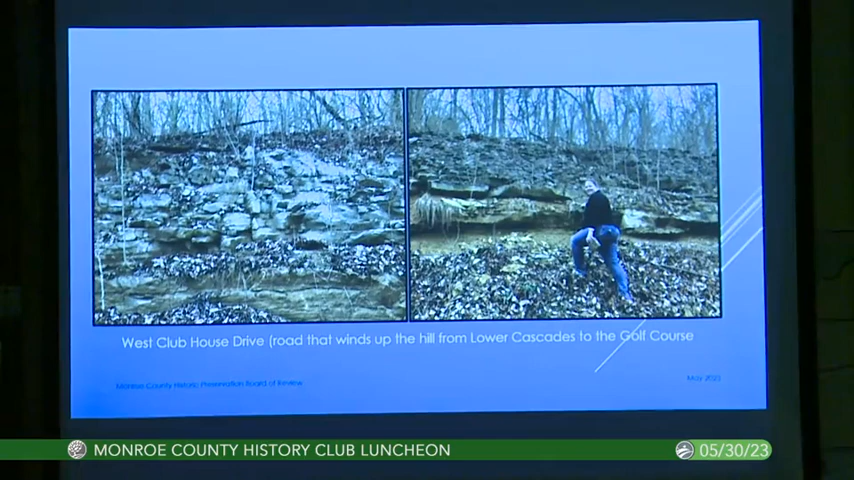 West Club House Drive (road that winds up the hill from Lower Cascades to the Golf Course
Monroe County Historic Preservation Board of Review
May 2023
MONROE COUNTY HISTORY CLUB LUNCHEON
05/30/23